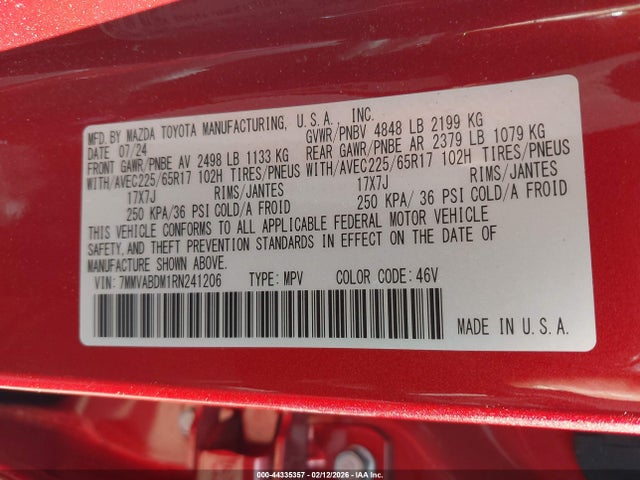 MFD.BY MAZDA TOYOTA MANUFACTURING, U.S.A., INC.
DATE 07/24 GVWR/PNBV 4848 LB 2199 KG
FRONT GAWR/PNBE AV 2498 LB 1133 KG REAR GAWR/PNBE AR 2379 LB 1079 KG
WITH/AVEC225/65R17 102H TIRES/PNEUS WITH/AVEC225/65R17 102H TIRES/PNEUS
17X7J RIMS/JANTES 17X7J RIMS/JANTES
250 KPA/36 PSI COLD/A FROID 250 KPA/ 36 PSI COLD/A FROID
THIS VEHICLE CONFORMS TO ALL APPLICABLE FEDERAL MOTOR VEHICLE
SAFETY, AND THEFT PREVENTION STANDARDS IN EFFECT ON THE DATE OF
MANUFACTURE SHOWN ABOVE.
VIN: 7MMVABDM1RN241206 TYPE: MPV COLOR CODE: 46V
MADE IN U.S.A.
000-44335357 - 02/12/2026 - IAA Inc.